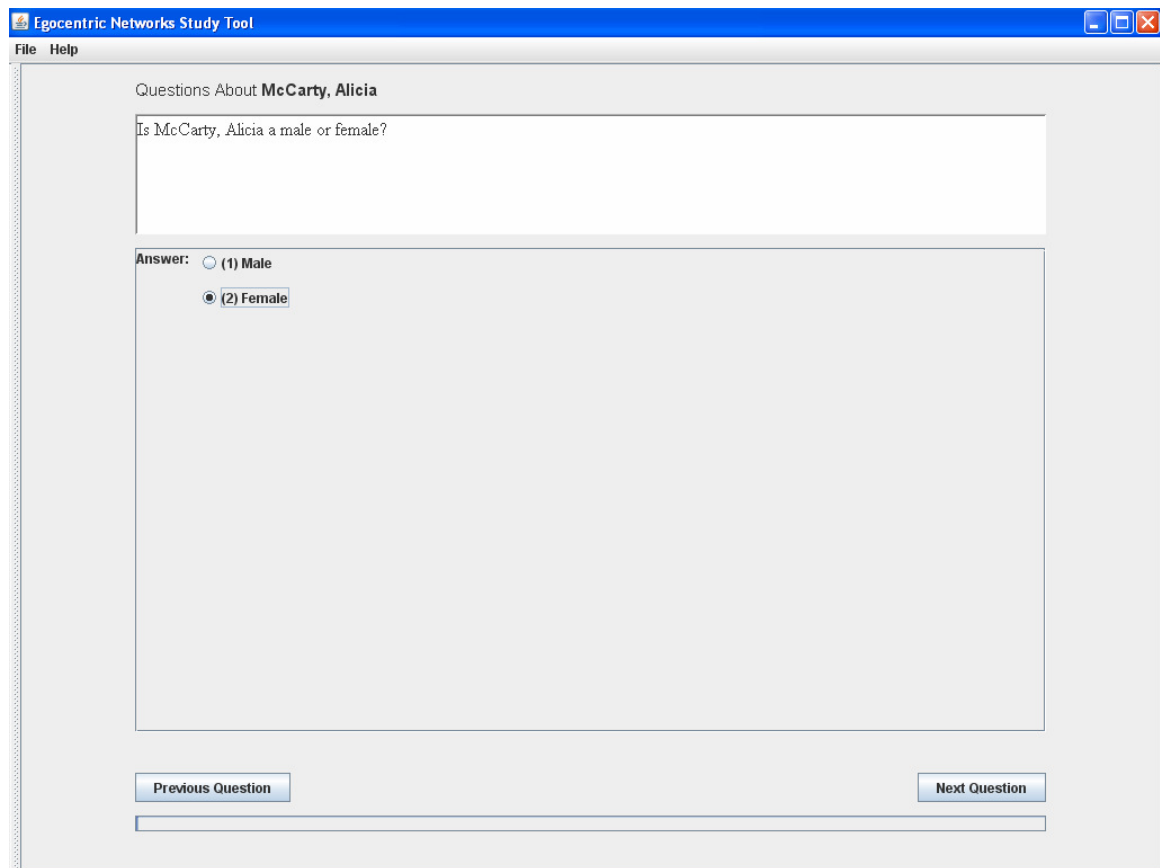 Egocentric Networks Study Tool
File Help
Questions About McCarty, Alicia
Is McCarty, Alicia a male or female?
Answer: (1) Male
(2) Female
Previous Question Next Question